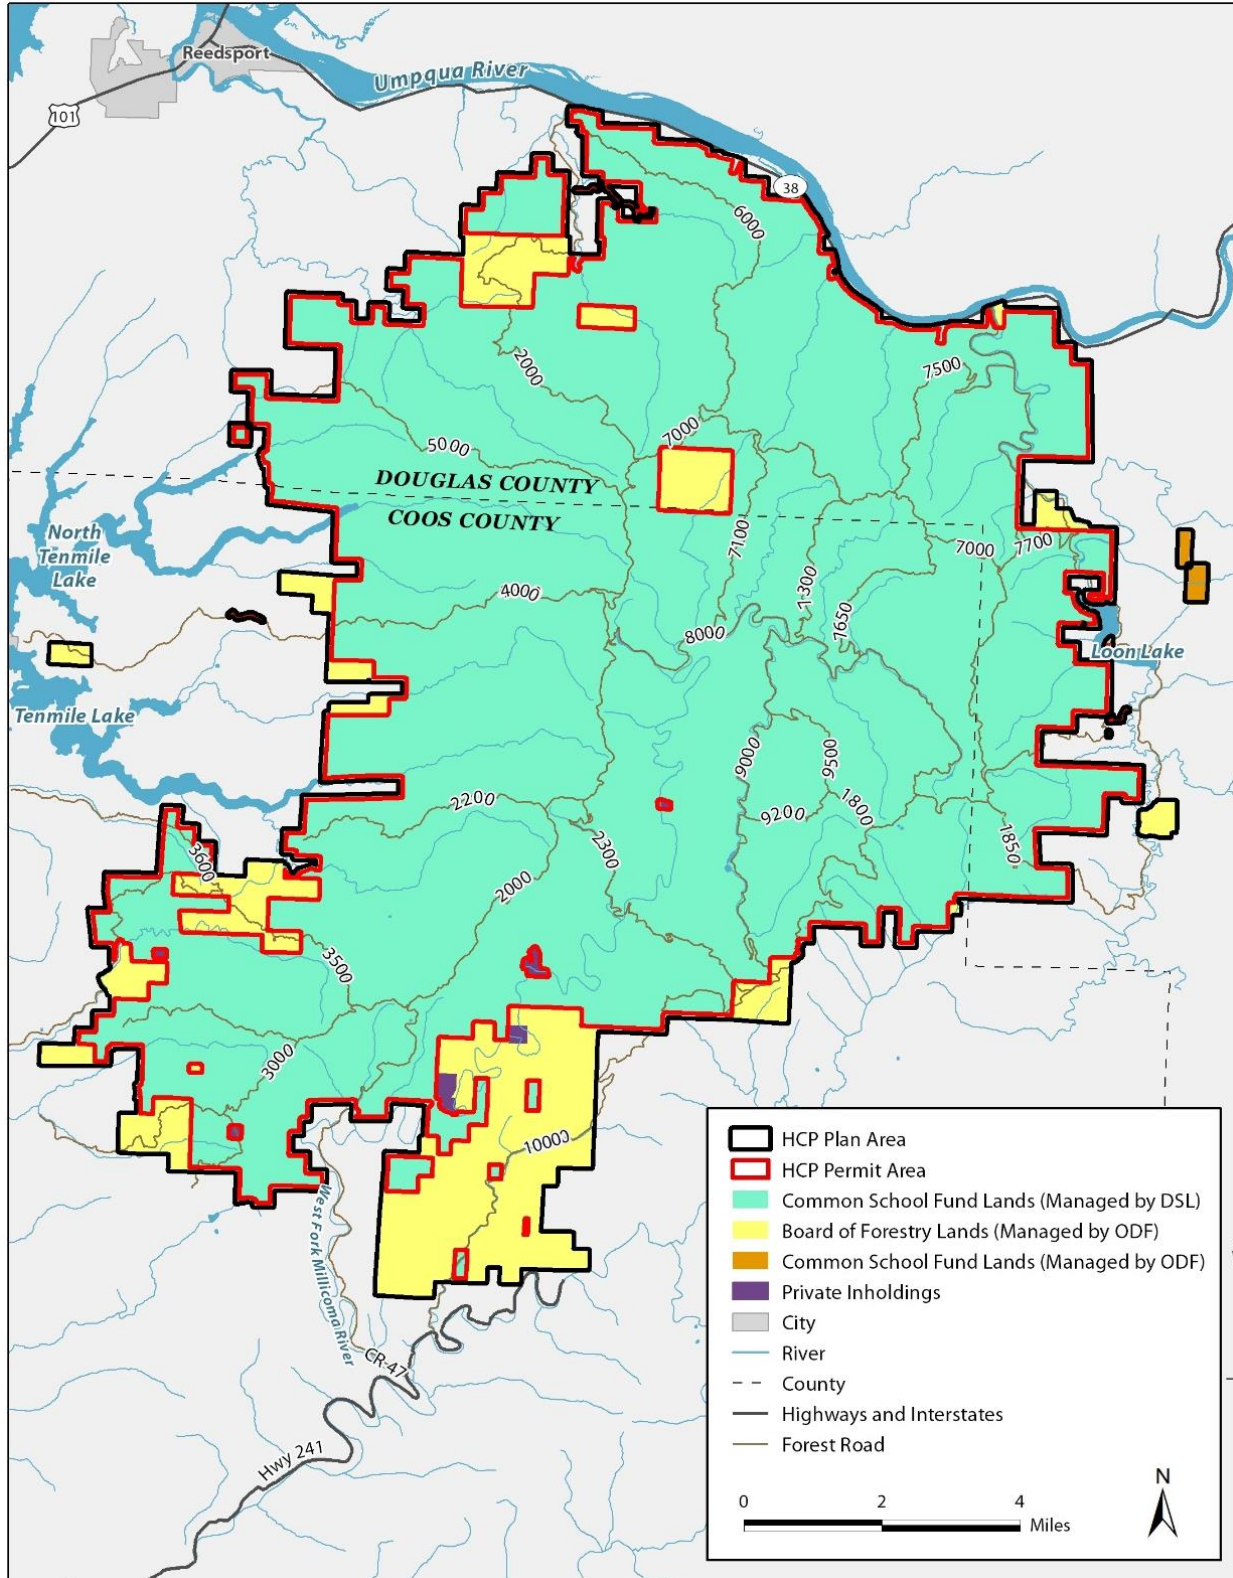 Reedsport
Umpqua River
101
38
6000
2000
7500
7000
5000
DOUGLAS COUNTY
COOS COUNTY
North
Tenmile
Lake
7100
7000
7700
7300
4000
7650
8000
Loon Lake
Tenmile Lake
9000
9500
2200
9200
1800
2300
1850
3600
2000
3500
3000
10000
West Fork Millicoma River
CR-47
Hwy 241
HCP Plan Area
HCP Permit Area
Common School Fund Lands (Managed by DSL)
Board of Forestry Lands (Managed by ODF)
Common School Fund Lands (Managed by ODF)
Private Inholdings
City
River
County
Highways and Interstates
Forest Road
N
0 2 4
Miles